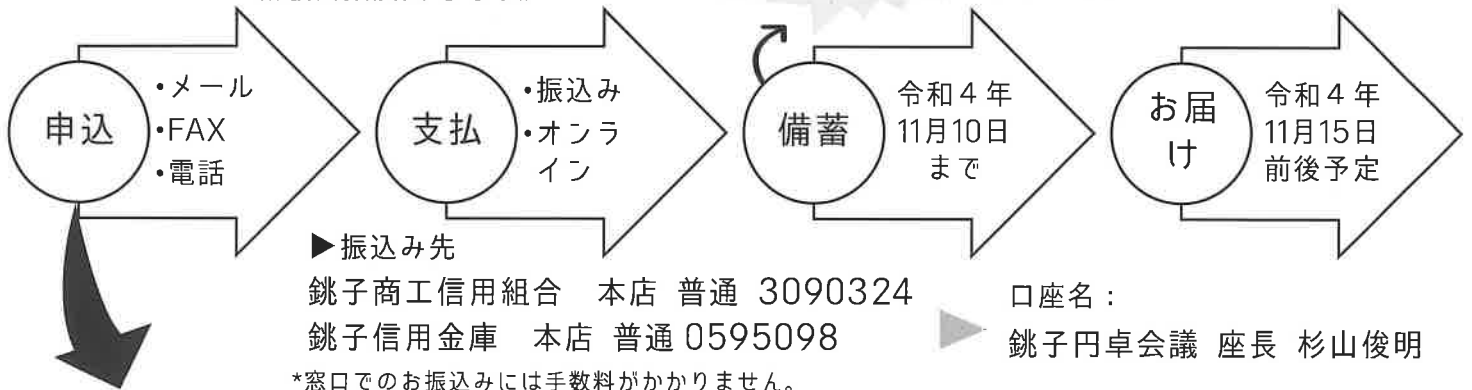 申込
•メール
•FAX
•電話
支払
•振込み
•オンラ
イン
備蓄
令和4年
11月10日
まで
お届
け
令和4年
11月15日
前後予定
▶振込み先
銚子商工信用組合 本店 普通 3090324
銚子信用金庫 本店 普通 0595098
口座名：
銚子円卓会議 座長 杉山俊明
*窓口でのお振込みには手数料がかかりません。